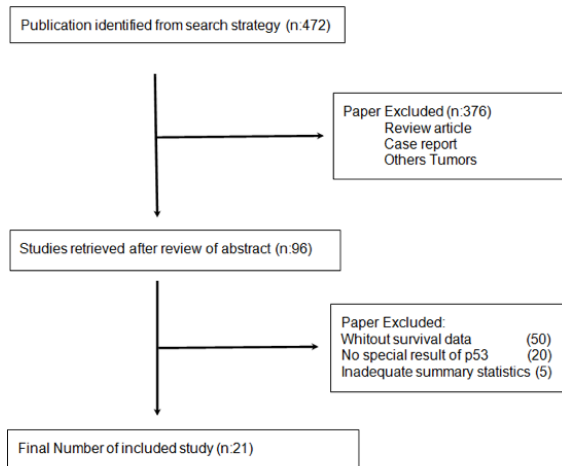 Publication identified from search strategy (n:472)
Paper Excluded (n:376)
Review article
Case report
Others Tumors
Studies retrieved after review of abstract (n:96)
Paper Excluded:
Whitout survival data (50)
No special result of p53 (20)
Inadequate summary statistics (5)
Final Number of included study (n:21)